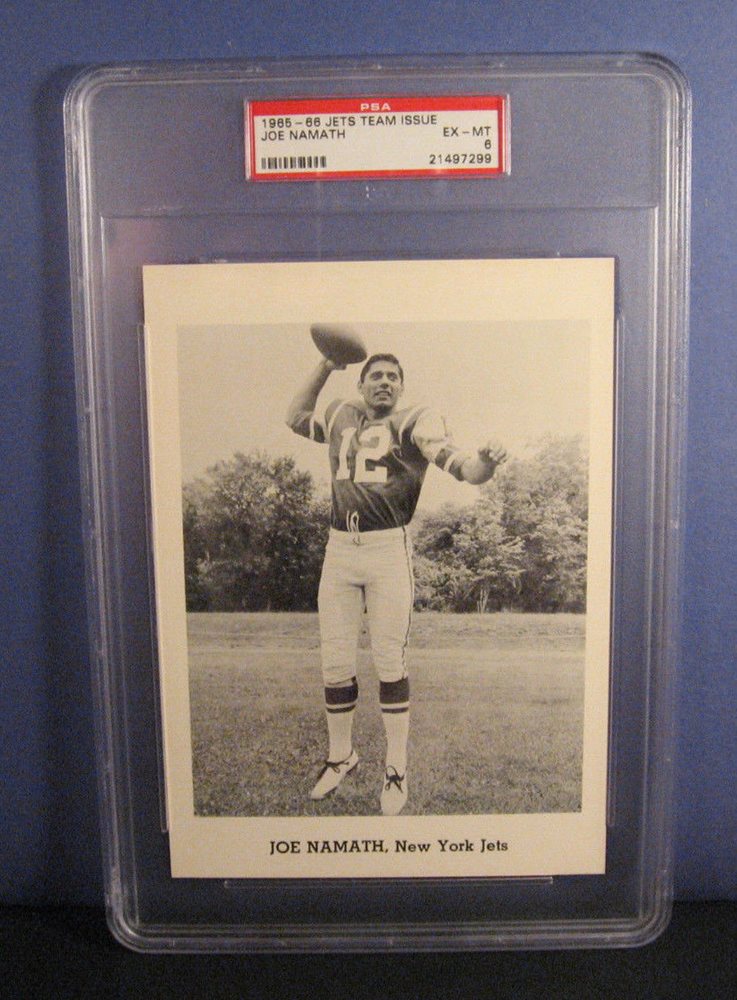 PSA
1965-66 JETS TEAM ISSUE
JOE NAMATH EX-MT
6
21497299
12
JOE NAMATH, New York Jets